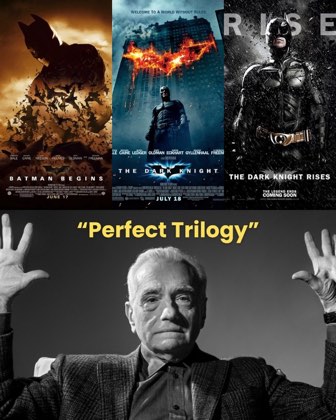 BATMAN BEGINS
JUNE 17
WELCOME TO A WORLD WITHOUT RULES.
THE DARK KNIGHT
JULY 18
RISE
THE DARK KNIGHT RISES
THE LEGEND ENDS
COMING SOON
“Perfect Trilogy”